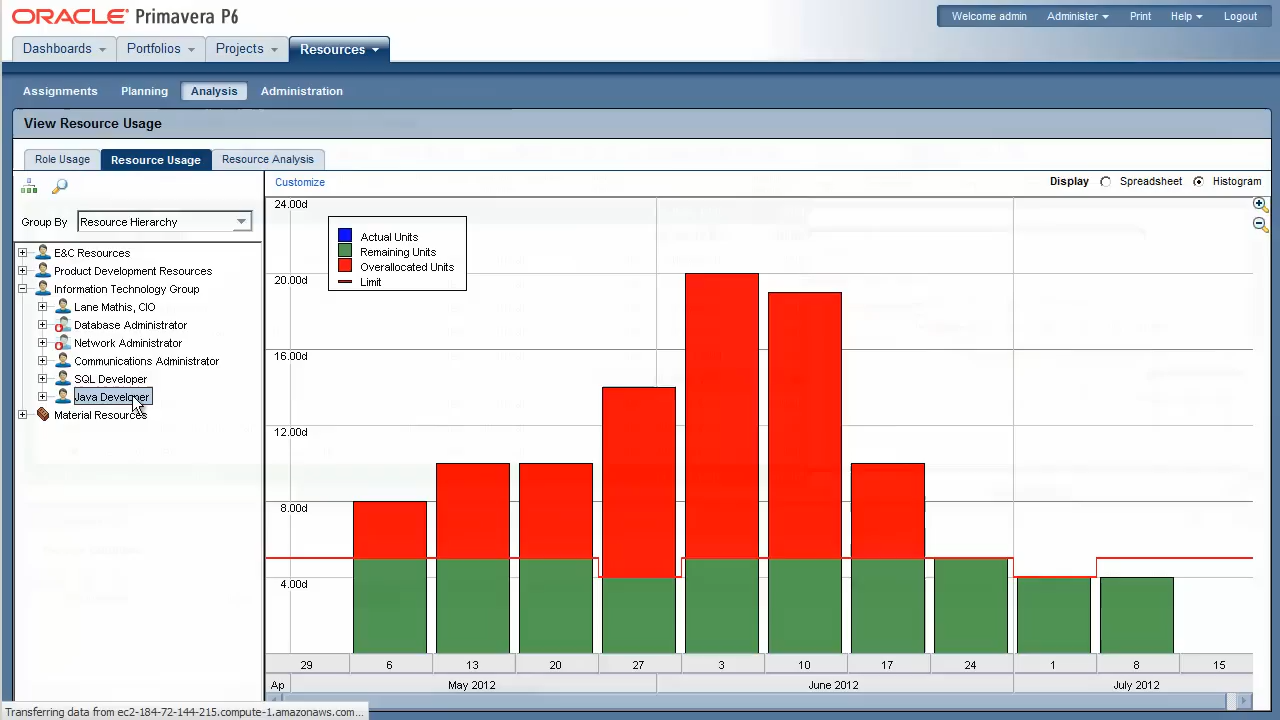 ORACLE Primavera P6
Welcome admin Administer Print Help Logout
Dashboards Portfolios Projects Resources
Assignments Planning Analysis Administration
View Resource Usage
Role Usage Resource Usage Resource Analysis
Customize Display Spreadsheet Histogram
Group By Resource Hierarchy
E&C Resources
Product Development Resources
Information Technology Group
Lane Mathis, CIO
Database Administrator
Network Administrator
Communications Administrator
SQL Developer
Java Developer
Material Resources
24.00d
20.00d
16.00d
12.00d
8.00d
4.00d
Actual Units
Remaining Units
Overallocated Units
Limit
29 6 13 20 27 3 10 17 24 1 8 15
Ap May 2012 June 2012 July 2012
Transferring data from ec2-184-72-144-215.compute-1.amazonaws.com...